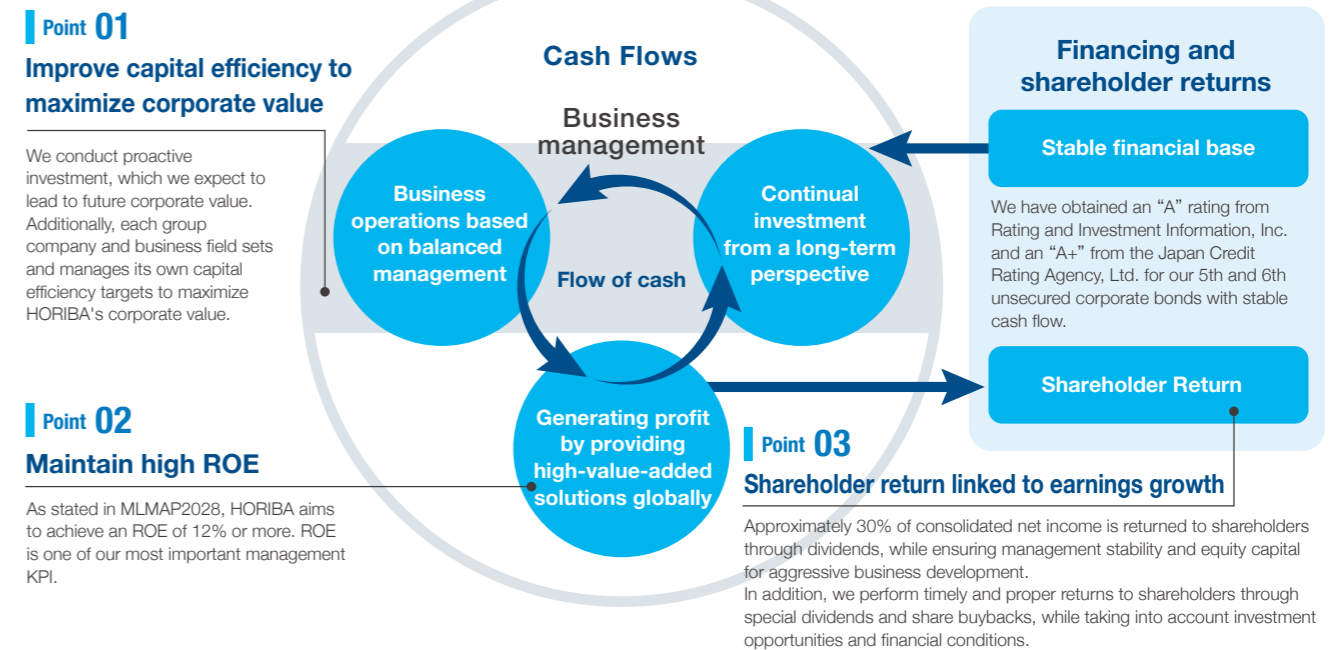 Point 01
Improve capital efficiency to
maximize corporate value
We conduct proactive
investment, which we expect to
lead to future corporate value.
Additionally, each group
company and business field sets
and manages its own capital
efficiency targets to maximize
HORIBA's corporate value.
Point 02
Maintain high ROE
As stated in MLMAP2028, HORIBA aims
to achieve an ROE of 12% or more. ROE
is one of our most important management
KPI.
Cash Flows
Business
management
Business
operations based
on balanced
management
Flow of cash
Continual
investment
from a long-term
perspective
Generating profit
by providing
high-value-added
solutions globally
Financing and
shareholder returns
Stable financial base
We have obtained an “A” rating from
Rating and Investment Information, Inc.
and an “A+” from the Japan Credit
Rating Agency, Ltd. for our 5th and 6th
unsecured corporate bonds with stable
cash flow.
Shareholder Return
Point 03
Shareholder return linked to earnings growth
Approximately 30% of consolidated net income is returned to shareholders
through dividends, while ensuring management stability and equity capital
for aggressive business development.
In addition, we perform timely and proper returns to shareholders through
special dividends and share buybacks, while taking into account investment
opportunities and financial conditions.